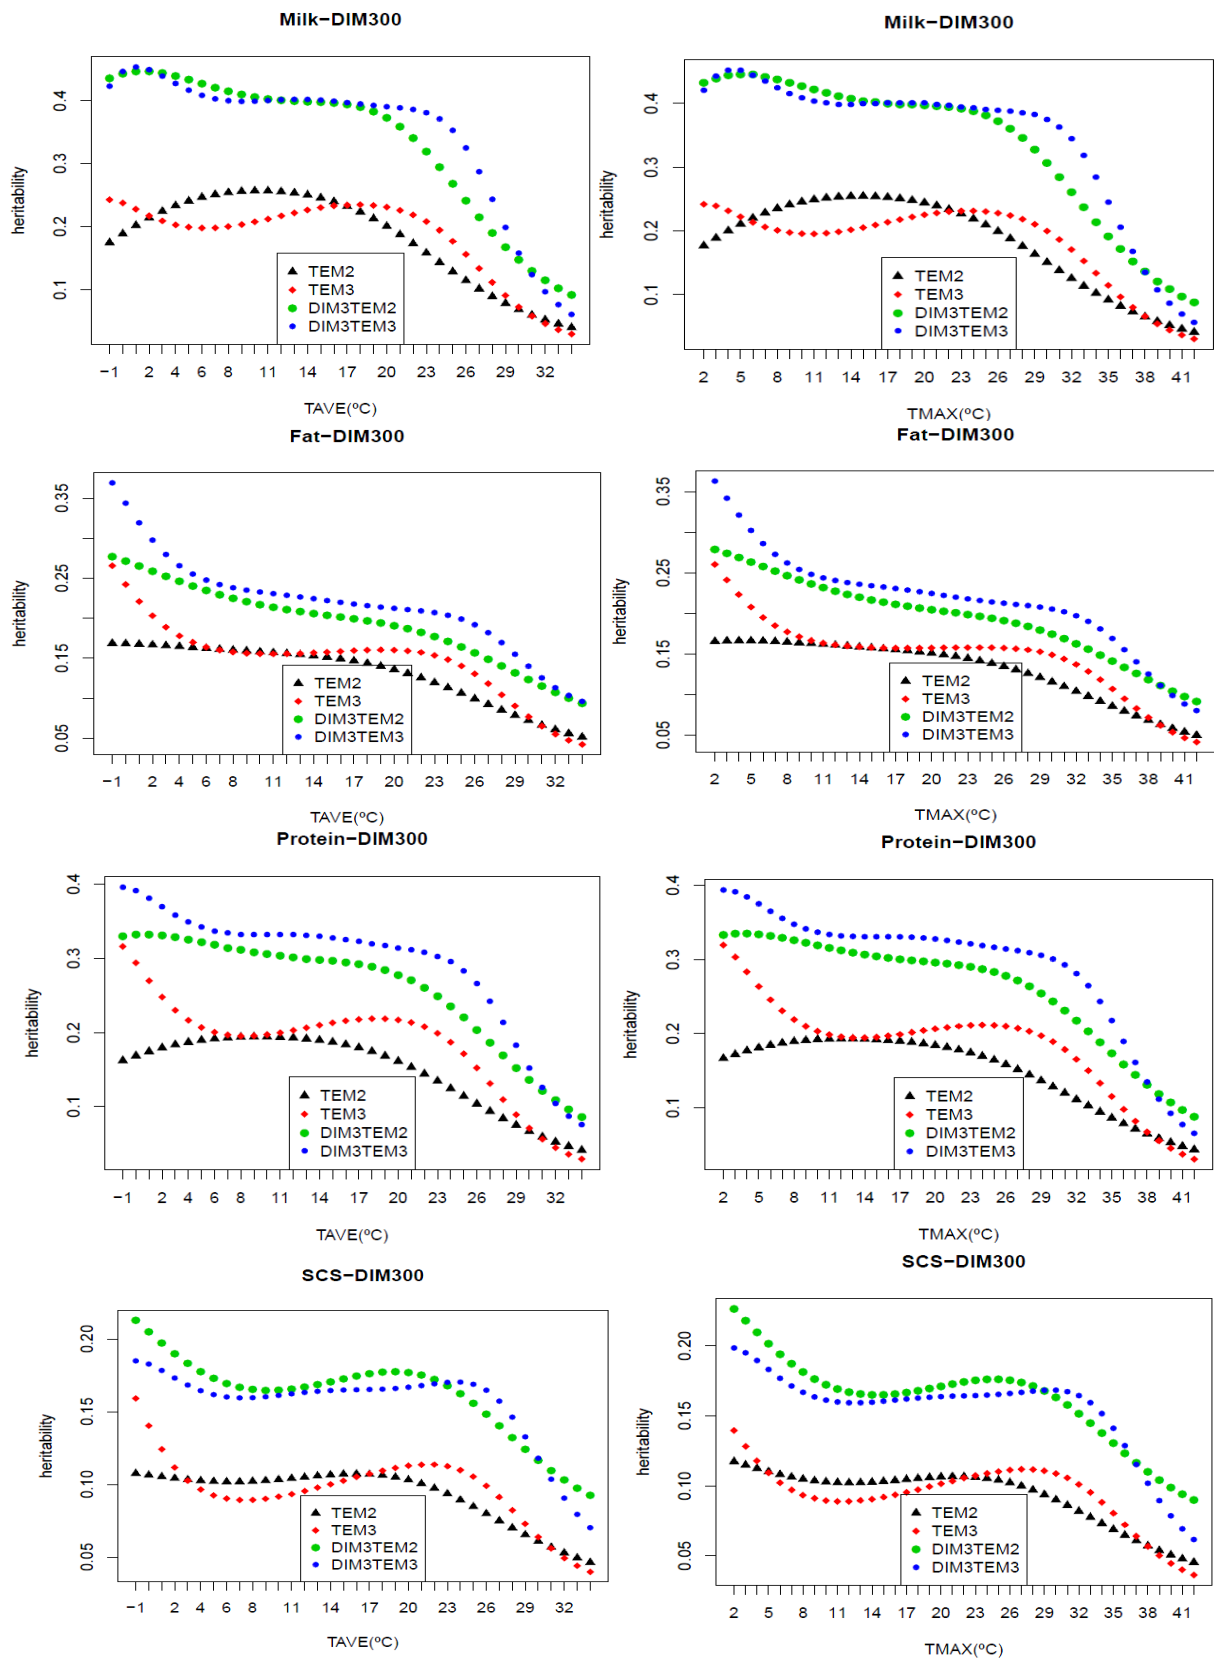 Milk−DIM300
heritability
0.4
0.3
0.2
0.1
TEM2
TEM3
DIM3TEM2
DIM3TEM3
−1 2 4 6 8 11 14 17 20 23 26 32
TAVE(ºC)
Milk−DIM300
heritability
0.4
0.3
0.2
0.1
TEM2
TEM3
DIM3TEM2
DIM3TEM3
2 5 8 11 14 17 20 23 26 29 32 35 38 41
TMAX(ºC)
Fat−DIM300
heritability
0.35
0.25
0.15
0.05
TEM2
TEM3
DIM3TEM2
DIM3TEM3
−1 2 4 6 8 11 14 17 20 23 26 32
TAVE(ºC)
Fat−DIM300
heritability
0.35
0.25
0.15
0.05
TEM2
TEM3
DIM3TEM2
DIM3TEM3
2 5 8 11 14 17 20 23 26 29 32 35 38 41
TMAX(ºC)
Protein−DIM300
heritability
0.4
0.3
0.2
0.1
TEM2
TEM3
DIM3TEM2
DIM3TEM3
−1 2 4 6 8 11 14 17 20 23 26 32
TAVE(ºC)
Protein−DIM300
heritability
0.4
0.3
0.2
0.1
TEM2
TEM3
DIM3TEM2
DIM3TEM3
2 5 8 11 14 17 20 23 26 29 32 35 38 41
TMAX(ºC)
SCS−DIM300
heritability
0.20
0.15
0.10
0.05
TEM2
TEM3
DIM3TEM2
DIM3TEM3
−1 2 4 6 8 11 14 17 20 23 26 32
TAVE(ºC)
SCS−DIM300
heritability
0.20
0.15
0.10
0.05
TEM2
TEM3
DIM3TEM2
DIM3TEM3
2 5 8 11 14 17 20 23 26 29 32 35 38 41
TMAX(ºC)